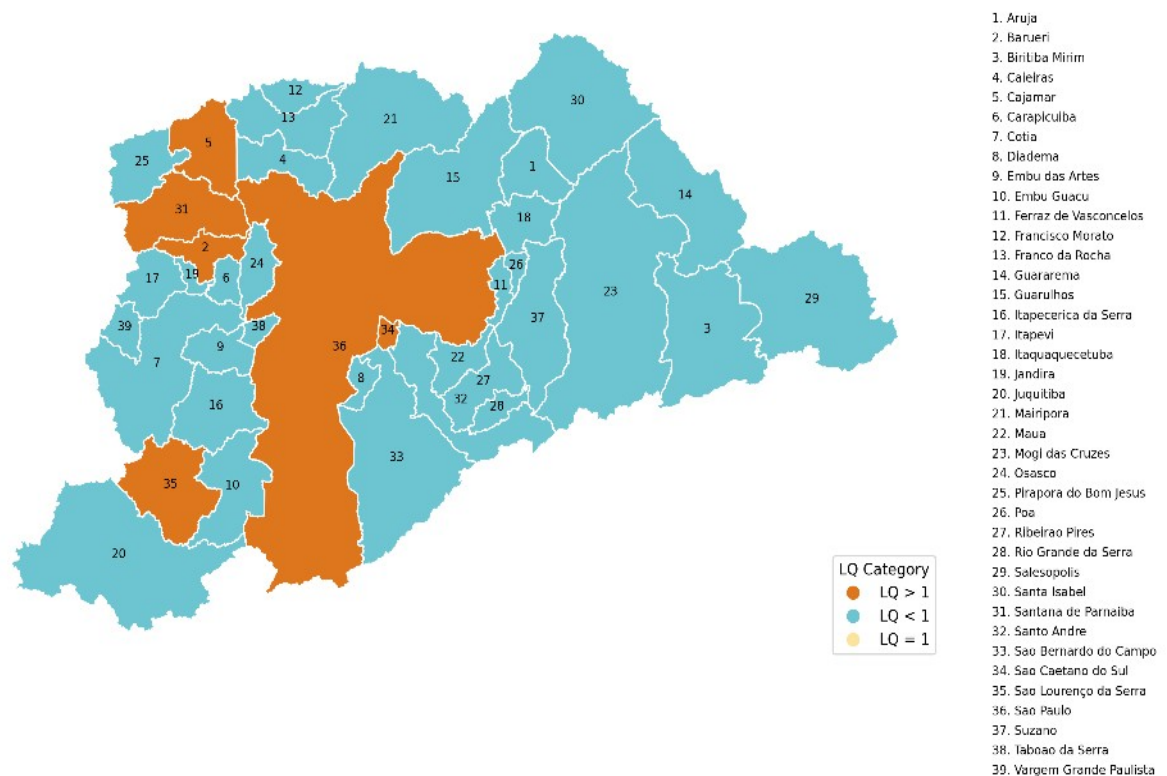 12
30
13
21
5
25
4
15
1
14
31
18
2
17
19
6
24
26
11
23
29
39
38
34
37
3
7
9
36
22
8
27
16
32
28
33
35
10
20
LQ Category
LQ > 1
LQ < 1
LQ = 1
1. Aruja
2. Barueri
3. Biritiba Mirim
4. Caieiras
5. Cajamar
6. Carapicuiba
7. Cotia
8. Diadema
9. Embu das Artes
10. Embu Guacu
11. Ferraz de Vasconcelos
12. Francisco Morato
13. Franco da Rocha
14. Guararema
15. Guarulhos
16. Itapecerica da Serra
17. Itapevi
18. Itaquaquecetuba
19. Jandira
20. Juquitiba
21. Mairipora
22. Maua
23. Mogi das Cruzes
24. Osasco
25. Pirapora do Bom Jesus
26. Poa
27. Ribeirao Pires
28. Rio Grande da Serra
29. Salesopolis
30. Santa Isabel
31. Santana de Parnaiba
32. Santo Andre
33. Sao Bernardo do Campo
34. Sao Caetano do Sul
35. Sao Lourenço da Serra
36. Sao Paulo
37. Suzano
38. Taboao da Serra
39. Vargem Grande Paulista